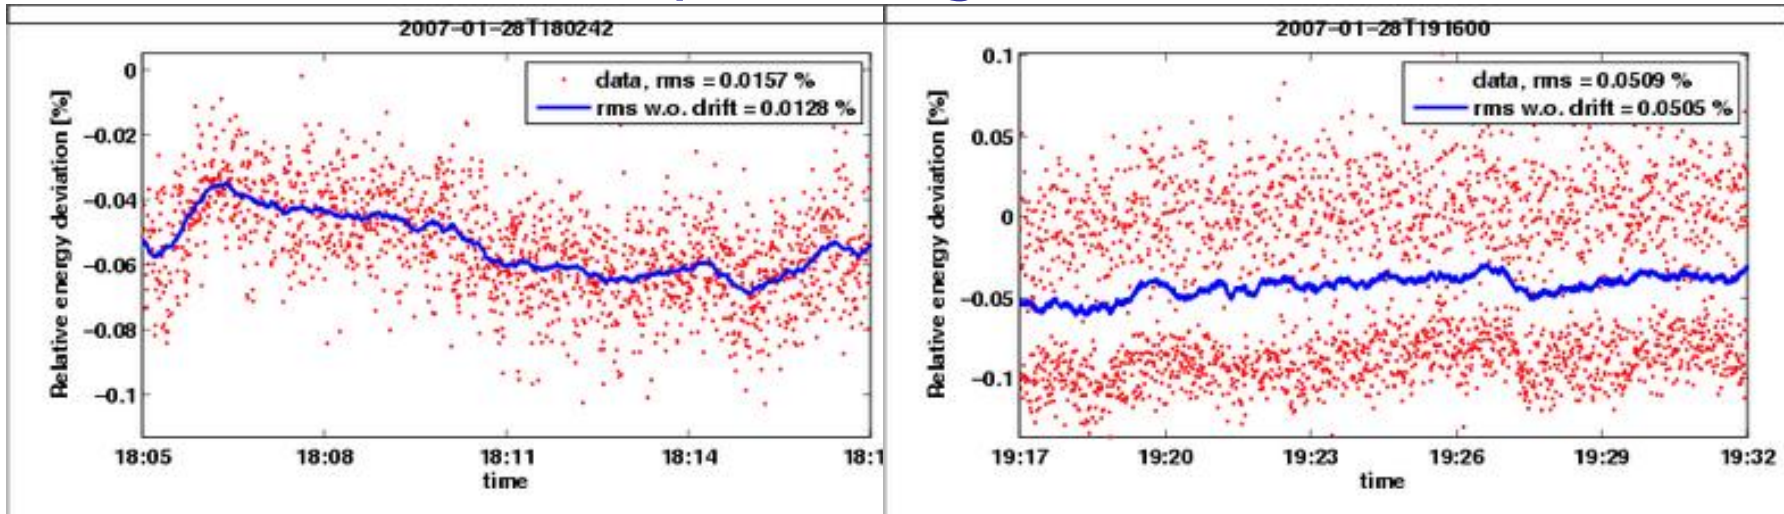 2007-01-28T180242
data, rms = 0.0157 %
rms w.o. drift = 0.0128 %
Relative energy deviation [%]
0
-0.02
-0.04
-0.06
-0.08
-0.1
18:05 18:08 18:11 18:14 18:1
time
2007-01-28T191600
data, rms = 0.0509 %
rms w.o. drift = 0.0505 %
Relative energy deviation [%]
0.1
0.05
0
-0.05
-0.1
19:17 19:20 19:23 19:26 19:29 19:32
time